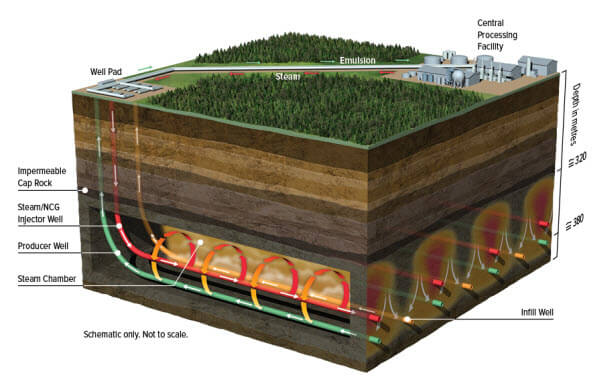 Central
Processing
Facility
Well Pad
Emulsion
Steam
Depth in metres
320
380
Impermeable
Cap Rock
Steam/NCG
Injector Well
Producer Well
Steam Chamber
Infill Well
Schematic only. Not to scale.